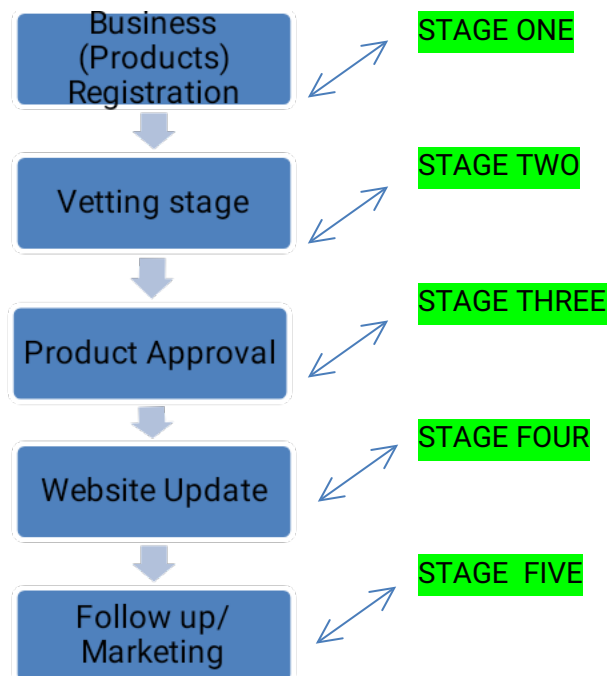 Business
(Products)
Registration
STAGE ONE
Vetting stage
STAGE TWO
Product Approval
STAGE THREE
Website Update
STAGE FOUR
Follow up/
Marketing
STAGE  FIVE